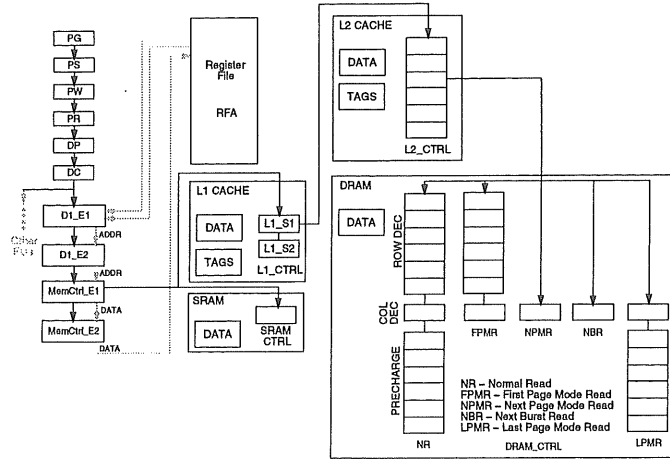 PG
PS
PW
PR
DP
DC
D1_E1
ADDR
D1_E2
ADDR
MemCtrl_E1
DATA
MemCtrl_E2
DATA
Other
FUs
Register
File
RFA
L1 CACHE
DATA
TAGS
L1_S1
L1_S2
L1_CTRL
SRAM
DATA
SRAM
CTRL
L2 CACHE
DATA
TAGS
L2_CTRL
DRAM
DATA
ROW DEC
COL
DEC
PRECHARGE
FPMR
NPMR
NBR
NR – Normal Read
FPMR – First Page Mode Read
NPMR – Next Page Mode Read
NBR – Next Burst Read
LPMR – Last Page Mode Read
NR
DRAM_CTRL
LPMR